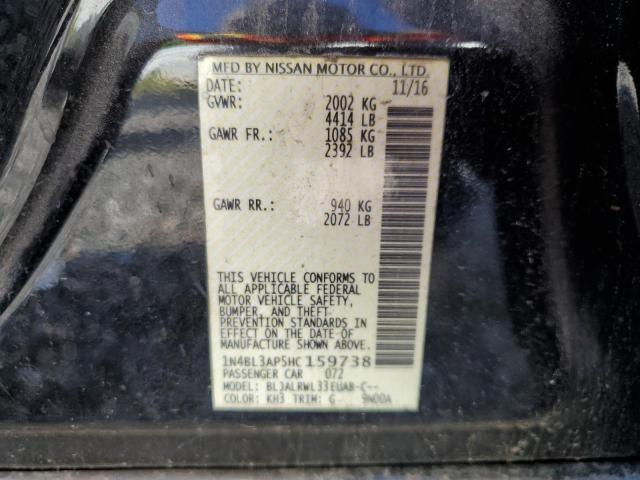 MFD BY NISSAN MOTOR CO., LTD.
DATE: 11/16
GVWR: 2002 KG
4414 LB
GAWR FR.: 1085 KG
2392 LB
GAWR RR.: 940 KG
2072 LB
THIS VEHICLE CONFORMS TO
ALL APPLICABLE FEDERAL
MOTOR VEHICLE SAFETY,
BUMPER, AND THEFT
PREVENTION STANDARDS IN
EFFECT ON THE DATE OF
MANUFACTURE SHOWN ABOVE.
1N4BL3AP5HC159738
PASSENGER CAR 072
MODEL: BLJALRWL33EUAB-C--
COLOR: KH3 TRIM: G- 9N00A